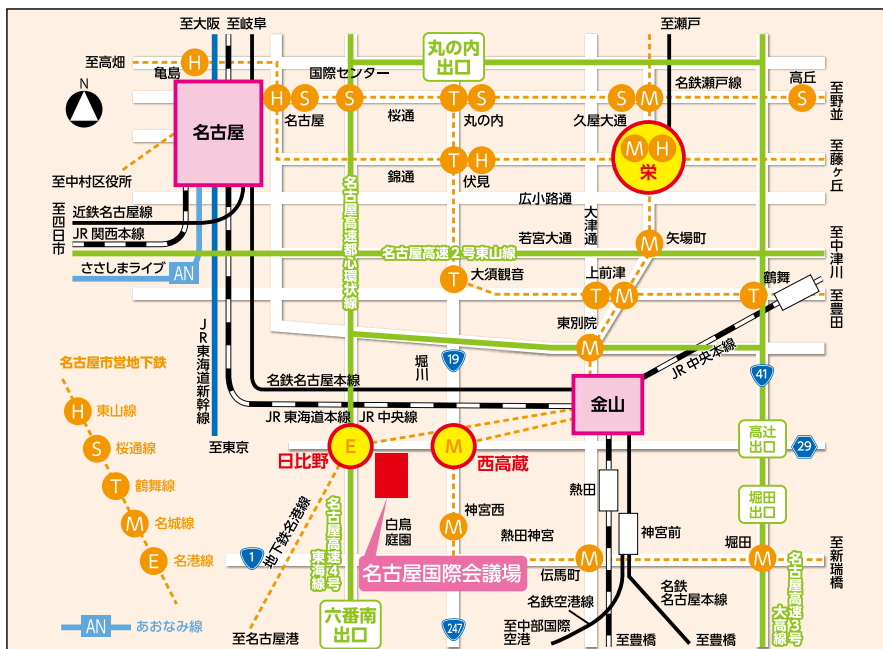 至大阪
至岐阜
至瀬戸
丸の内
出口
至高畑
H
亀島
国際センター
名鉄瀬戸線
高丘
N
H
S
S
T
S
S
M
S
至野並
名古屋
桜通
丸の内
久屋大通
名古屋
M
H
栄
T
H
至藤ヶ丘
錦通
伏見
至中村区役所
名古屋高速都心環状線
広小路通
大津通
至四日市
近鉄名古屋線
JR関西本線
若宮大通
M
矢場町
名古屋高速2号東山線
至中津川
ささしまライブ
AN
T
大須観音
上前津
鶴舞
T
M
T
至豊田
東別院
M
JR東海道新幹線
堀川
19
JR中央本線
41
名古屋市営地下鉄
名鉄名古屋本線
金山
H
東山線
JR東海道本線
JR中央線
S
桜通線
至東京
日比野
E
M
西高蔵
高辻
出口
29
T
鶴舞線
熱田
堀田
出口
M
名城線
地下鉄名港線
名古屋高速4号
東海線
白鳥
庭園
神宮西
M
熱田神宮
神宮前
堀田
E
名港線
1
名古屋国際会議場
M
伝馬町
M
至新瑞橋
名鉄
名古屋本線
名古屋高速3号
大高線
名鉄空港線
AN
あおなみ線
至名古屋港
六番南
出口
247
至中部国際
空港
至豊橋
至豊橋